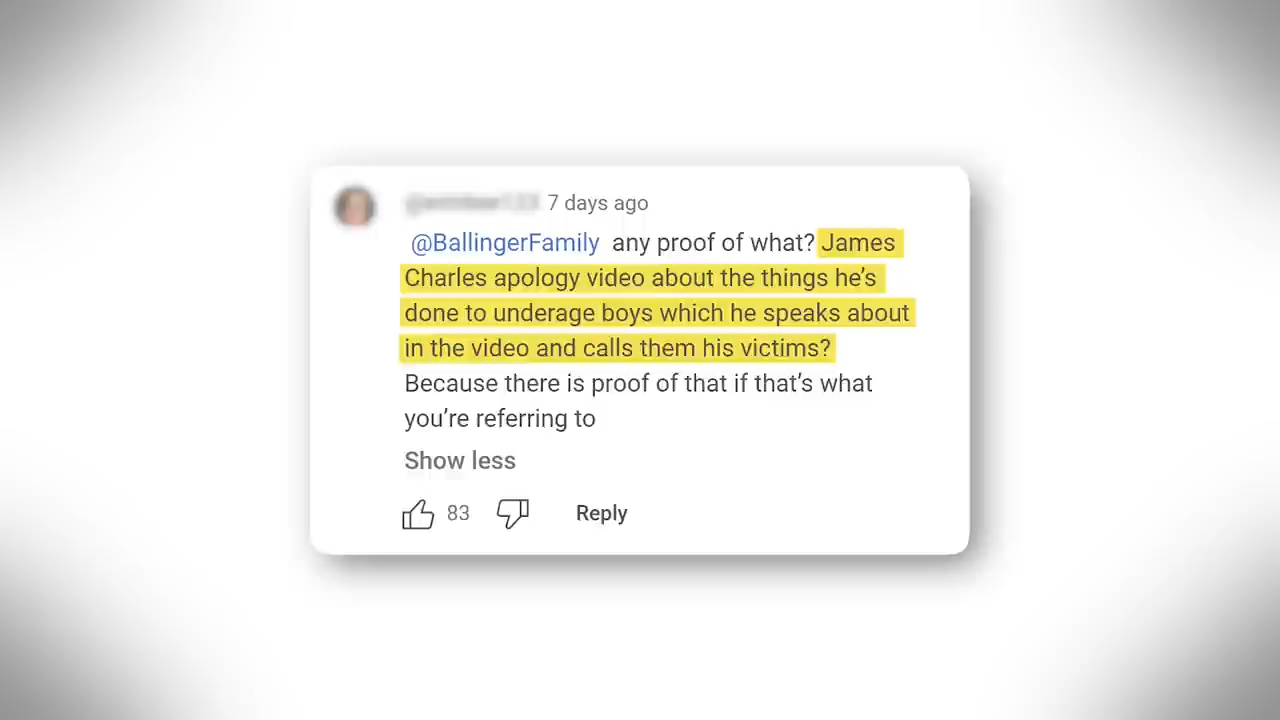 7 days ago
@BallingerFamily any proof of what? James
Charles apology video about the things he's
done to underage boys which he speaks about
in the video and calls them his victims?
Because there is proof of that if that's what
you're referring to
Show less
83 Reply